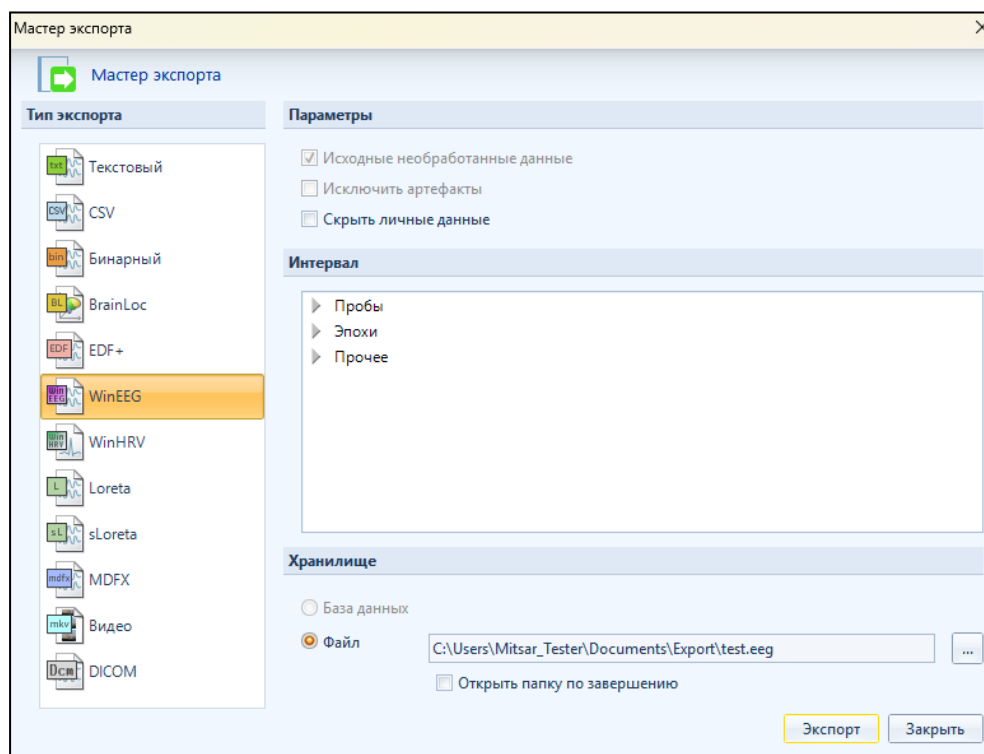 Мастер экспорта
Мастер экспорта
Тип экспорта
txt Текстовый
CSV CSV
bin Бинарный
BL BrainLoc
EDF EDF+
Win EEG WinEEG
Win HRV WinHRV
L Loreta
sL sLoreta
mdfx MDFX
mkv Видео
Dcm DICOM
Параметры
Исходные необработанные данные
Исключить артефакты
Скрыть личные данные
Интервал
Пробы
Эпохи
Прочее
Хранилище
База данных
Файл C:\Users\Mitsar_Tester\Documents\Export\test.eeg ...
Открыть папку по завершению
Экспорт Закрыть